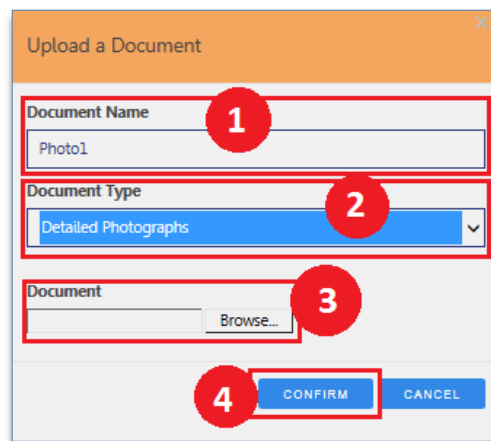 Upload a Document
×
Document Name
1
Photo1
Document Type
2
Detailed Photographs
Document
3
Browse...
4
CONFIRM
CANCEL